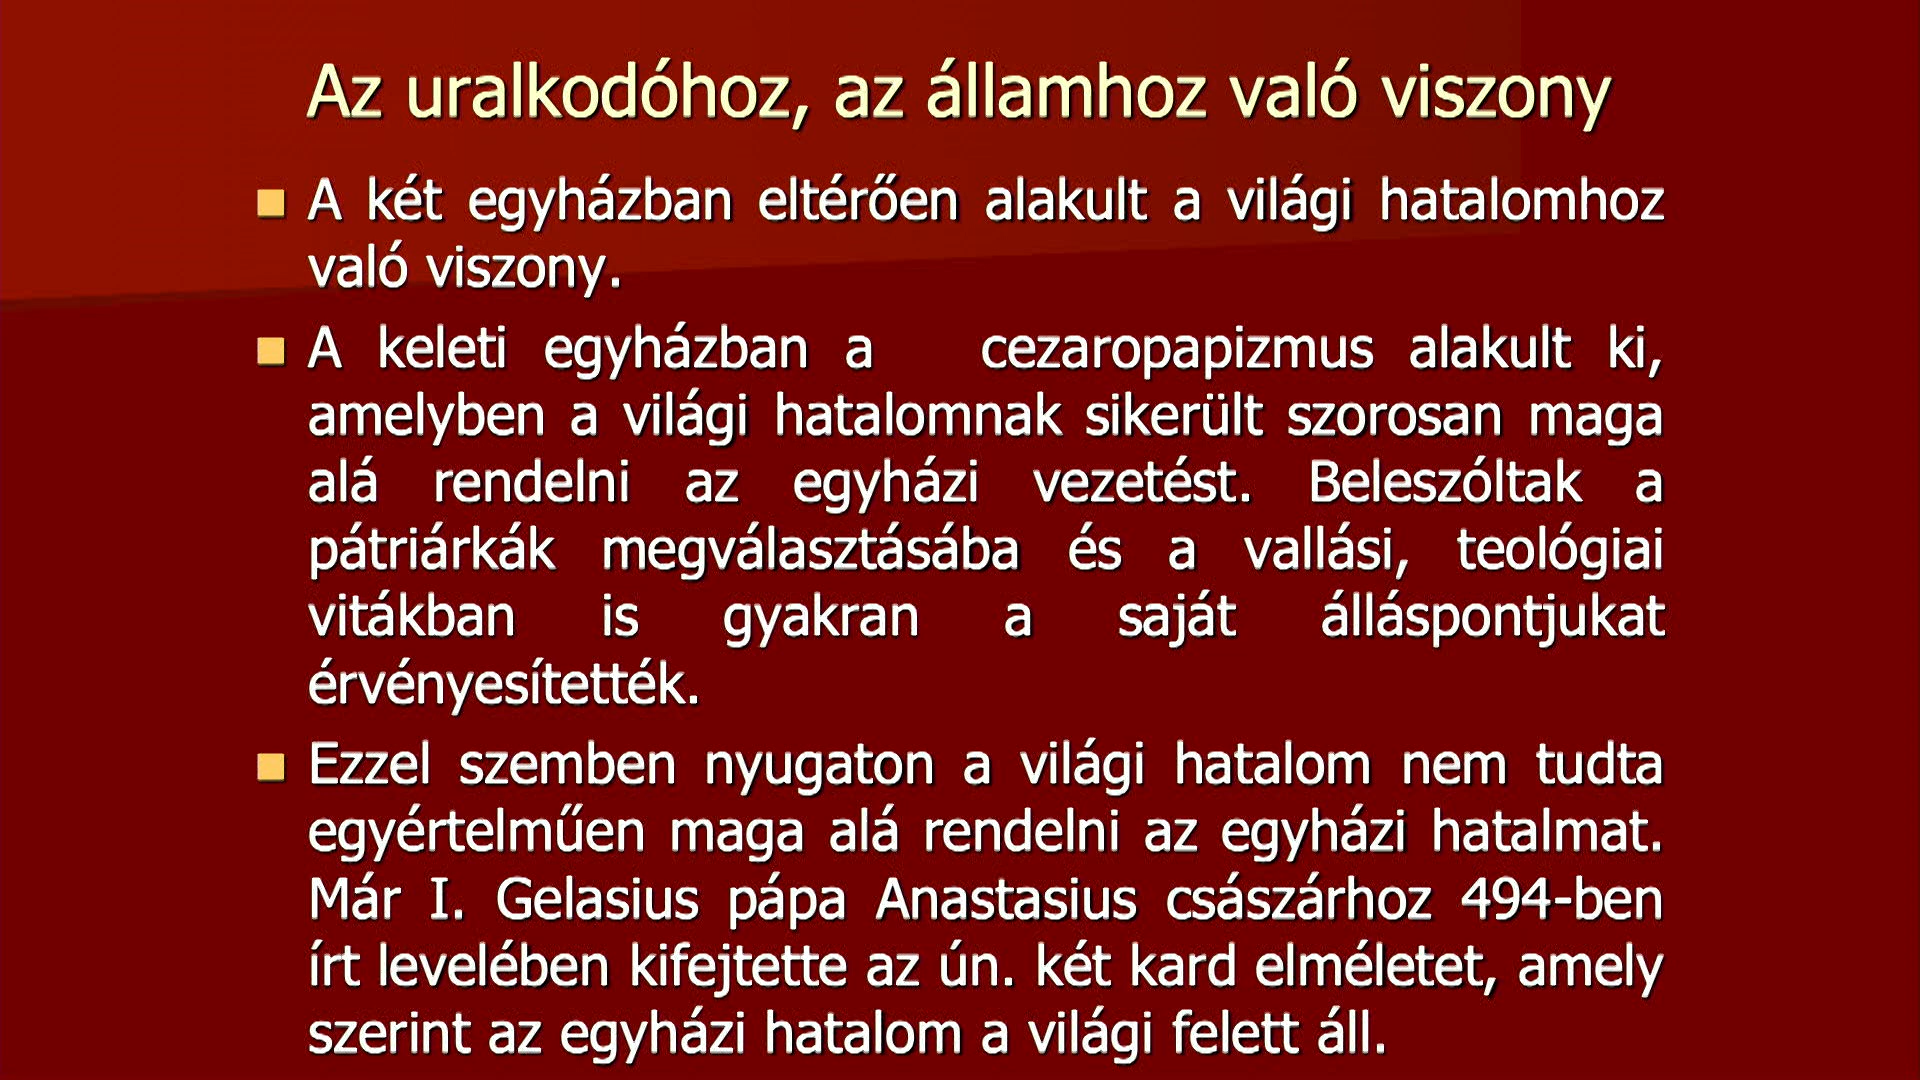 Az uralkodóhoz, az államhoz való viszony
A két egyházban eltérően alakult a világi hatalomhoz
való viszony.
A keleti egyházban a cezaropapizmus alakult ki,
amelyben a világi hatalomnak sikerült szorosan maga
alá rendelni az egyházi vezetést. Beleszóltak a
pátriárkák megválasztásába és a vallási, teológiai
vitákban is gyakran a saját álláspontjukat
érvényesítették.
Ezzel szemben nyugaton a világi hatalom nem tudta
egyértelműen maga alá rendelni az egyházi hatalmat.
Már I. Gelasius pápa Anastasius császárhoz 494-ben
írt levelében kifejtette az ún. két kard elméletet, amely
szerint az egyházi hatalom a világi felett áll.